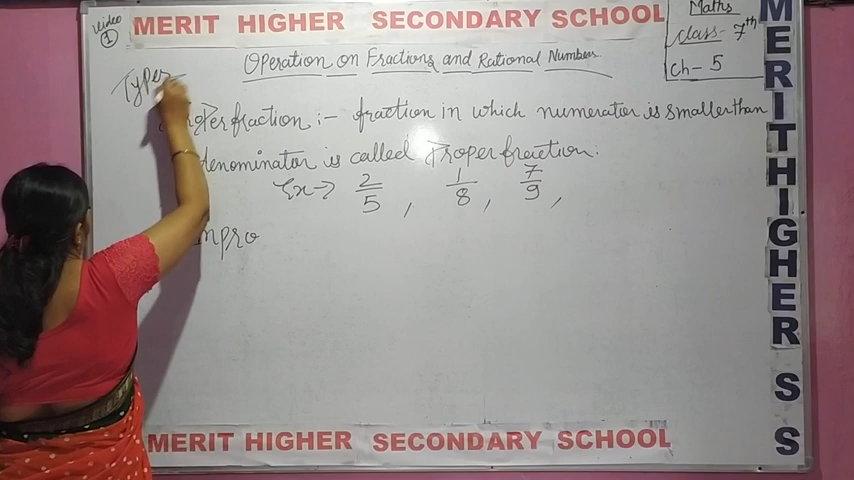 MERIT HIGHER SECONDARY SCHOOL
Video 1
Maths
Class- 7th
Ch- 5
Operation on Fractions and Rational Number
Types
Proper fraction :- fraction in which numerator is smaller than
denominator is called Proper fraction.
Ex → 2/5 , 1/8 , 7/9 ,
Impro
MERIT HIGHER SECONDARY SCHOOL
MERIT HIGHER S S